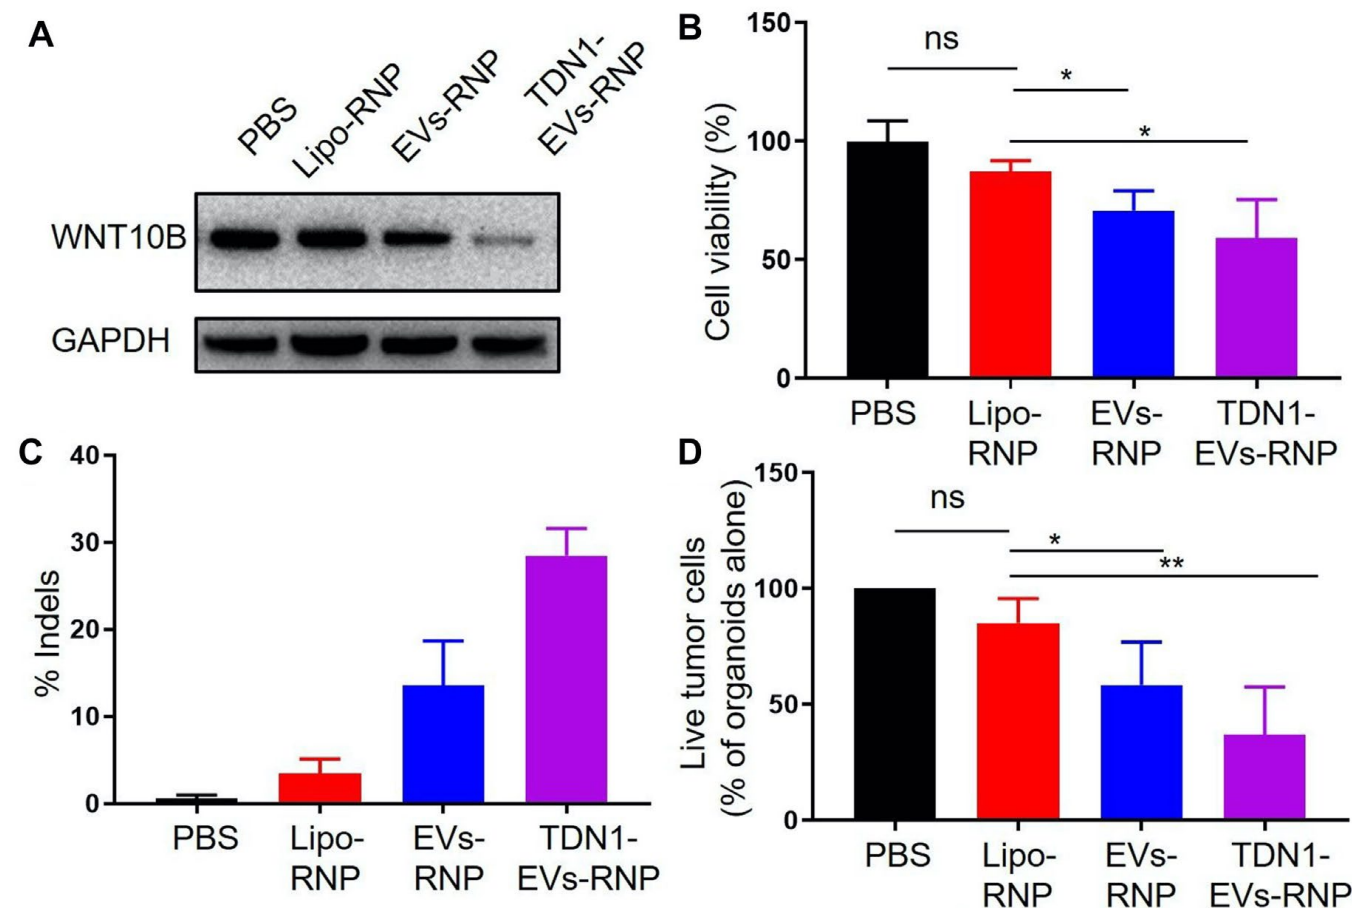 A
PBS
Lipo-RNP
EVs-RNP
TDN1-
EVs-RNP
WNT10B
GAPDH
B
Cell viability (%)
150
100
50
0
ns
*
*
PBS
Lipo-
RNP
EVs-
RNP
TDN1-
EVs-RNP
C
% Indels
40
30
20
10
0
PBS
Lipo-
RNP
EVs-
RNP
TDN1-
EVs-RNP
D
Live tumor cells
(% of organoids alone)
150
100
50
0
ns
*
**
PBS
Lipo-
RNP
EVs-
RNP
TDN1-
EVs-RNP